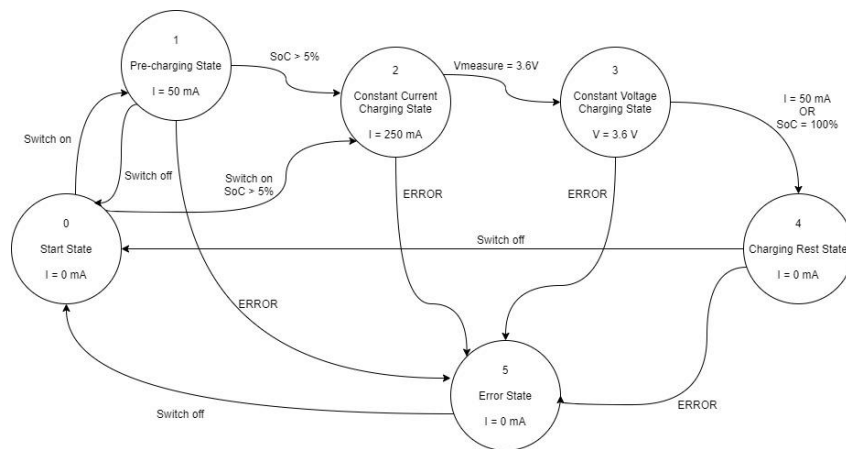 1
Pre-charging State
I = 50 mA
SoC > 5%
2
Constant Current
Charging State
I = 250 mA
Vmeasure = 3.6V
3
Constant Voltage
Charging State
V = 3.6 V
I = 50 mA
OR
SoC = 100%
Switch on
Switch off
Switch on
SoC > 5%
ERROR
ERROR
0
Start State
I = 0 mA
Switch off
4
Charging Rest State
I = 0 mA
ERROR
5
Error State
I = 0 mA
Switch off
ERROR